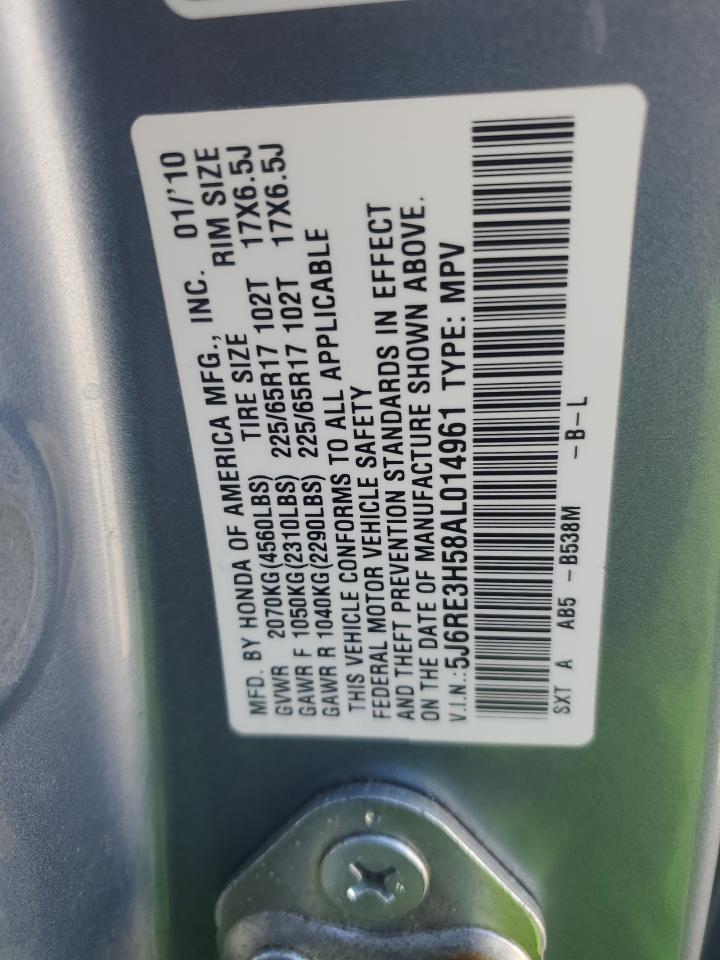 MFD. BY HONDA OF AMERICA MFG., INC. 01/'10
TIRE SIZE RIM SIZE
GVWR 2070KG(4560LBS)
GAWR F 1050KG(2310LBS) 225/65R17 102T 17X6.5J
GAWR R 1040KG(2290LBS) 225/65R17 102T 17X6.5J
THIS VEHICLE CONFORMS TO ALL APPLICABLE
FEDERAL MOTOR VEHICLE SAFETY
AND THEFT PREVENTION STANDARDS IN EFFECT
ON THE DATE OF MANUFACTURE SHOWN ABOVE.
V.I.N.:5J6RE3H58AL014961 TYPE: MPV
SXT A AB5 -B538M -B-L